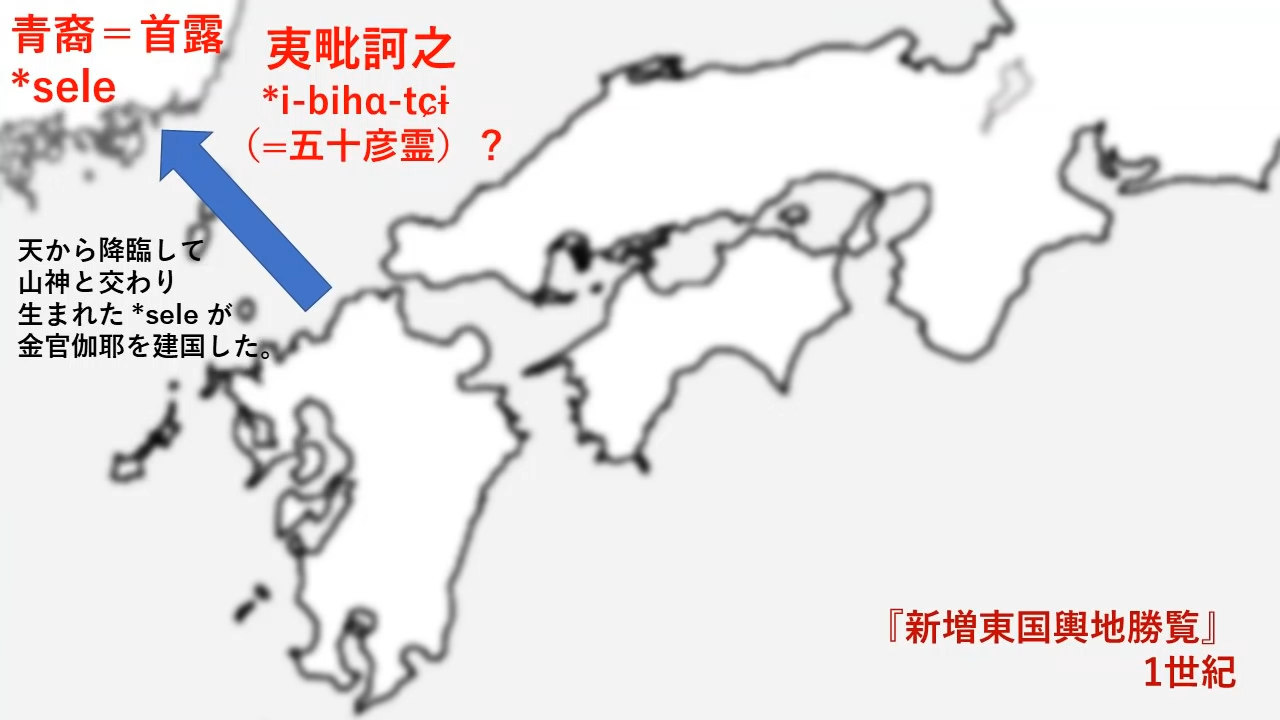 青裔＝首露
*sele
夷毗訶之
*i-bihɑ-tɕɨ
（=五十彦霊）？
天から降臨して
山神と交わり
生まれた *sele が
金官伽耶を建国した。
『新増東国輿地勝覧』
1世紀